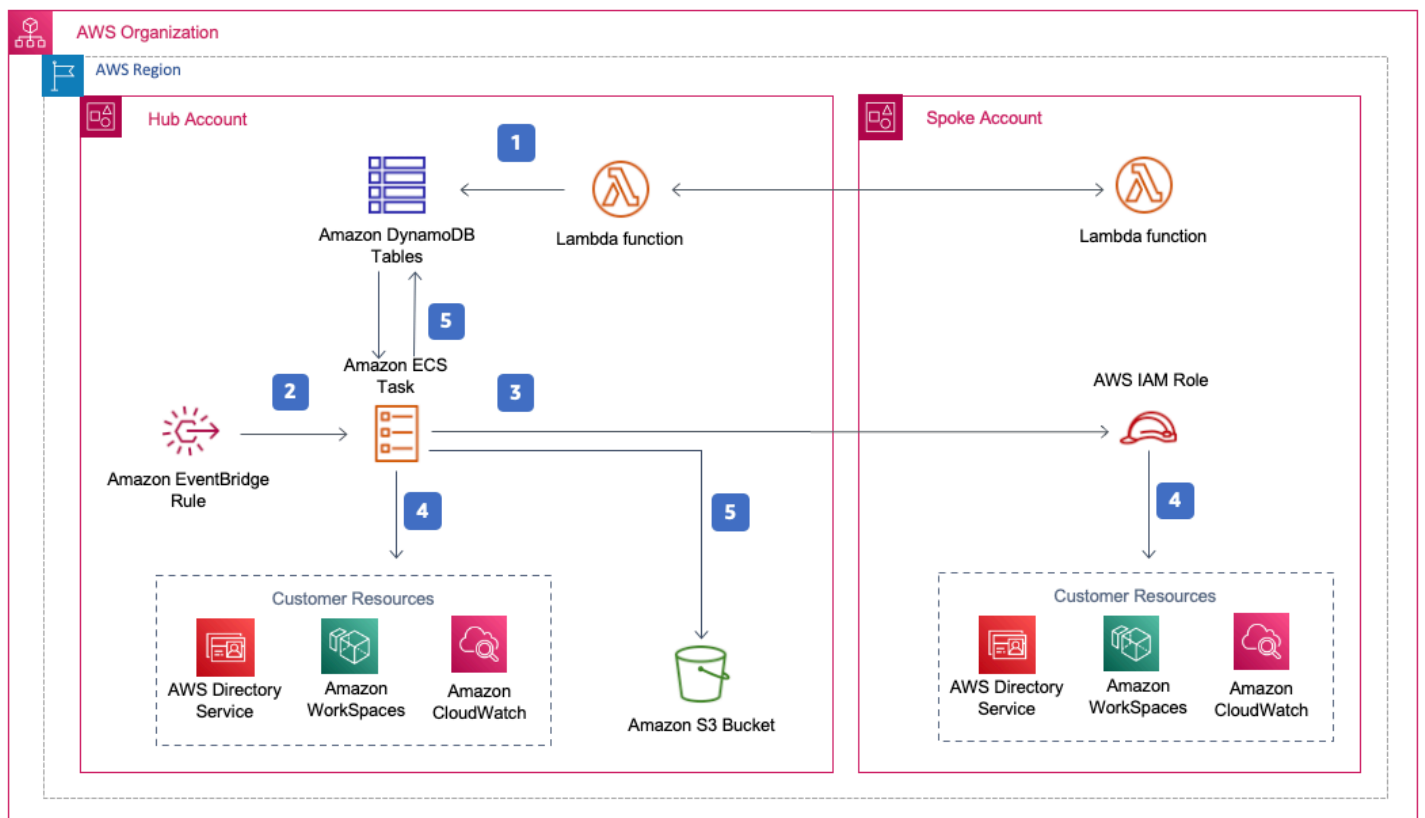 AWS Organization
AWS Region
Hub Account
Spoke Account
1
Amazon DynamoDB
Tables
Lambda function
Lambda function
5
Amazon ECS
Task
2
3
AWS IAM Role
Amazon EventBridge
Rule
4
5
4
Customer Resources
AWS Directory
Service
Amazon
WorkSpaces
Amazon
CloudWatch
Amazon S3 Bucket
Customer Resources
AWS Directory
Service
Amazon
WorkSpaces
Amazon
CloudWatch